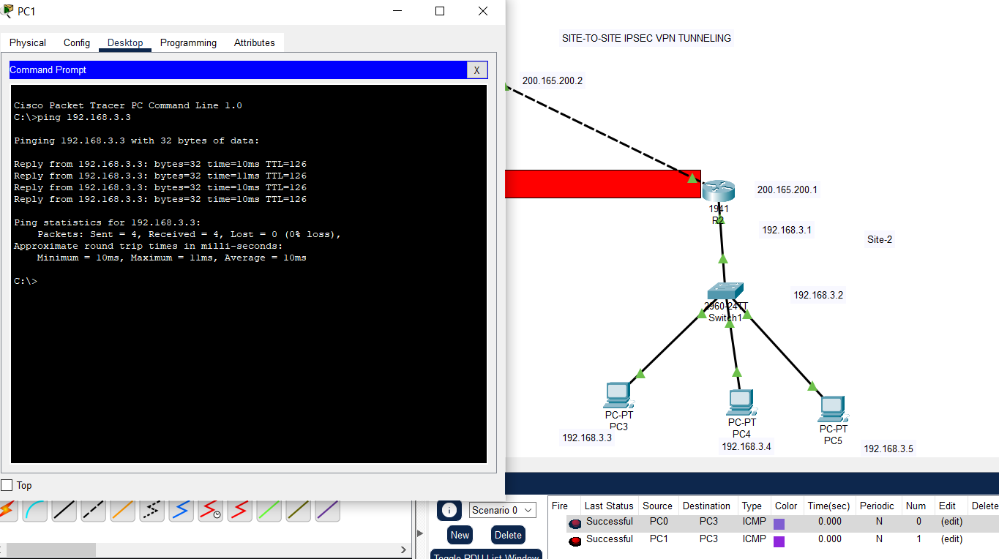 PC1
Physical Config Desktop Programming Attributes
Command Prompt
X
Cisco Packet Tracer PC Command Line 1.0
C:\>ping 192.168.3.3
Pinging 192.168.3.3 with 32 bytes of data:
Reply from 192.168.3.3: bytes=32 time=10ms TTL=126
Reply from 192.168.3.3: bytes=32 time=11ms TTL=126
Reply from 192.168.3.3: bytes=32 time=10ms TTL=126
Reply from 192.168.3.3: bytes=32 time=10ms TTL=126
Ping statistics for 192.168.3.3:
Packets: Sent = 4, Received = 4, Lost = 0 (0% loss),
Approximate round trip times in milli-seconds:
Minimum = 10ms, Maximum = 11ms, Average = 10ms
C:\>
Top
SITE-TO-SITE IPSEC VPN TUNNELING
200.165.200.2
200.165.200.1
1941
R2
192.168.3.1
Site-2
192.168.3.2
2960-24TT
Switch1
PC-PT
PC3
192.168.3.3
PC-PT
PC4
192.168.3.4
PC-PT
PC5
192.168.3.5
Scenario 0
New Delete
Toggle PDU List Window
Fire Last Status Source Destination Type Color Time(sec) Periodic Num Edit Delete
Successful PC0 PC3 ICMP 0.000 N 0 (edit)
Successful PC1 PC3 ICMP 0.000 N 1 (edit)